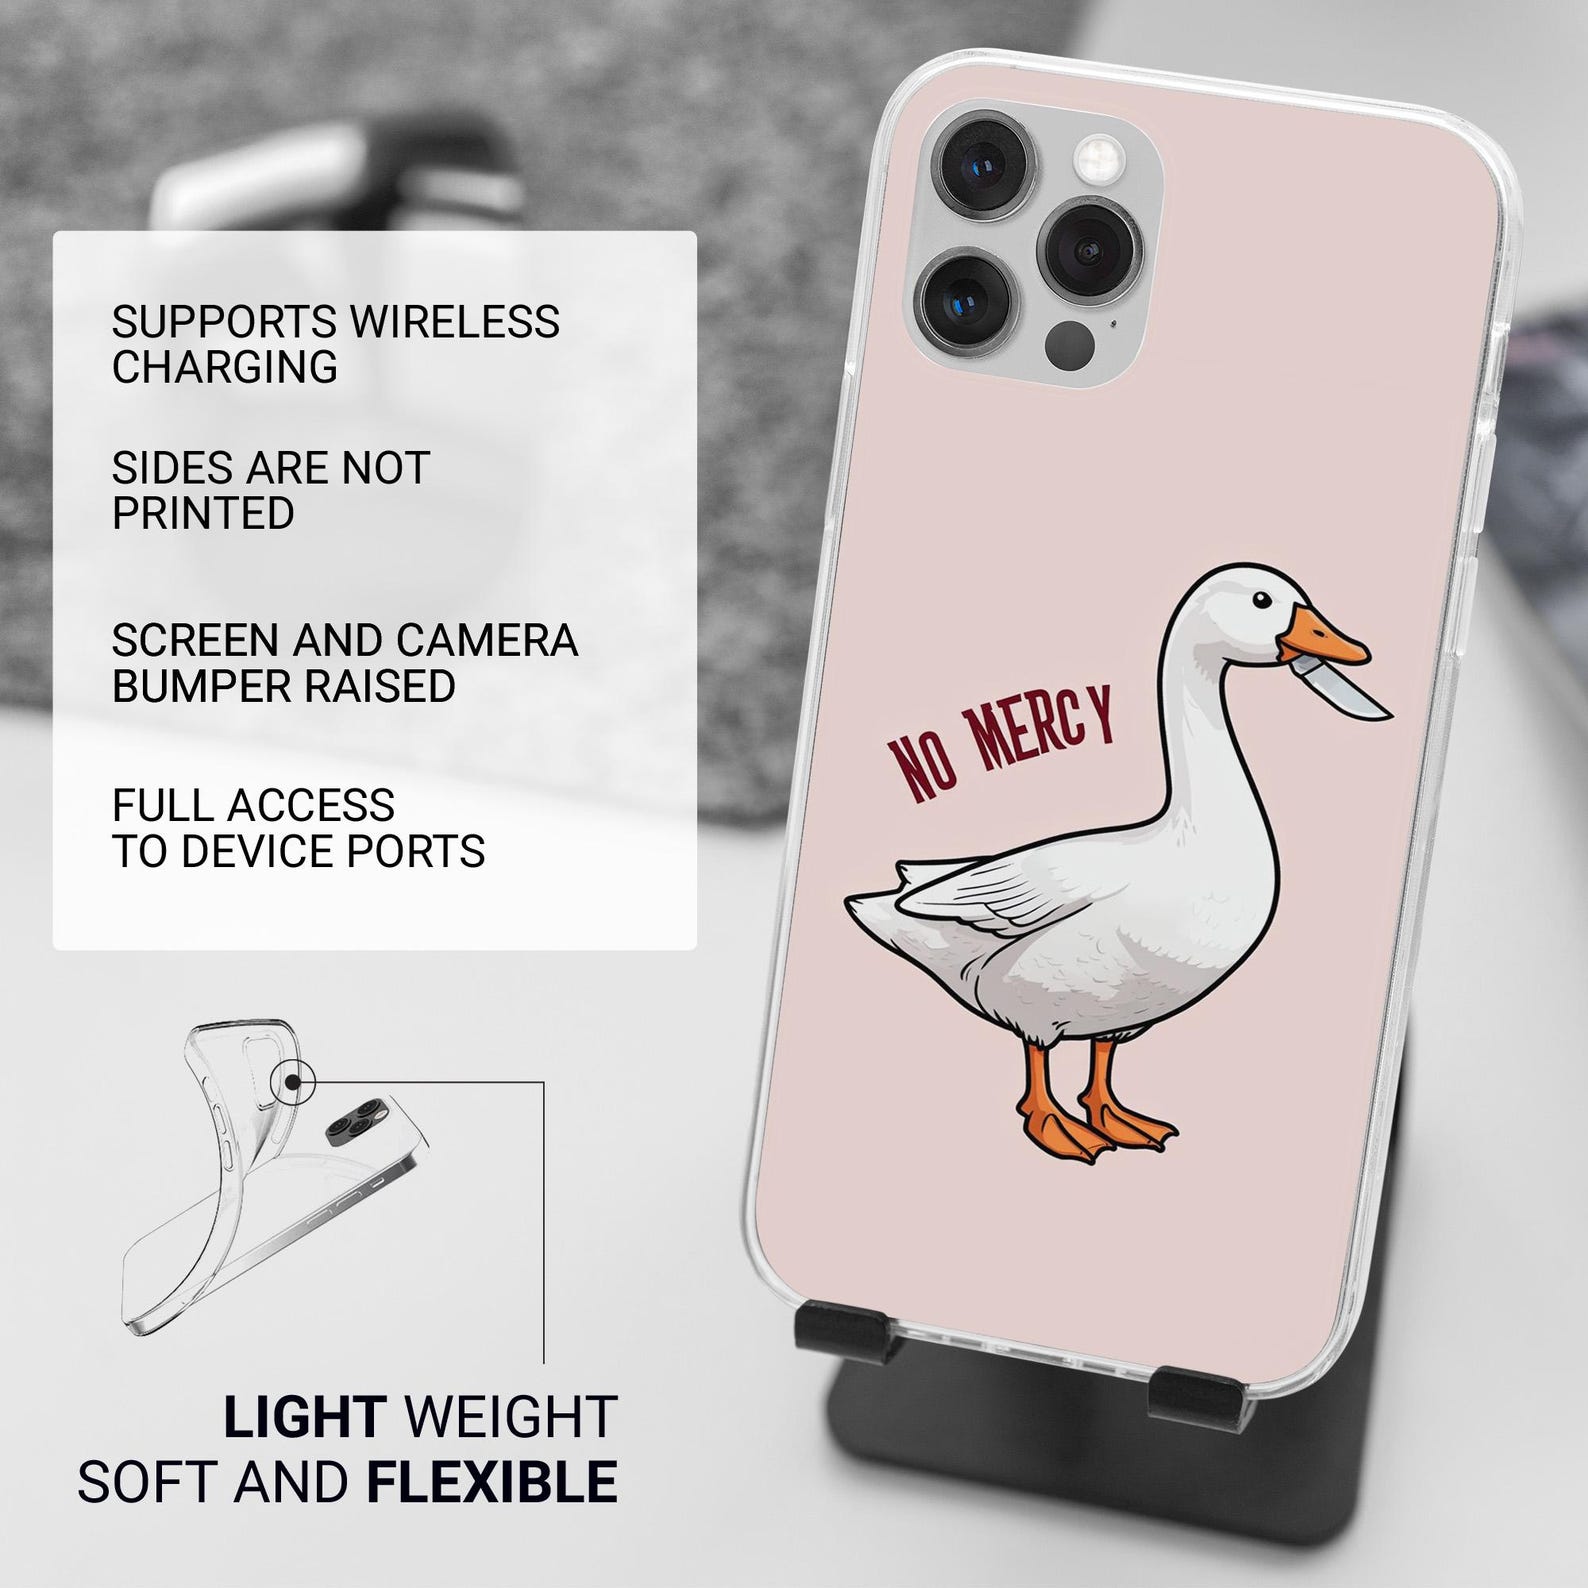 SUPPORTS WIRELESS
CHARGING
SIDES ARE NOT
PRINTED
SCREEN AND CAMERA
BUMPER RAISED
FULL ACCESS
TO DEVICE PORTS
NO MERCY
LIGHT WEIGHT
SOFT AND FLEXIBLE